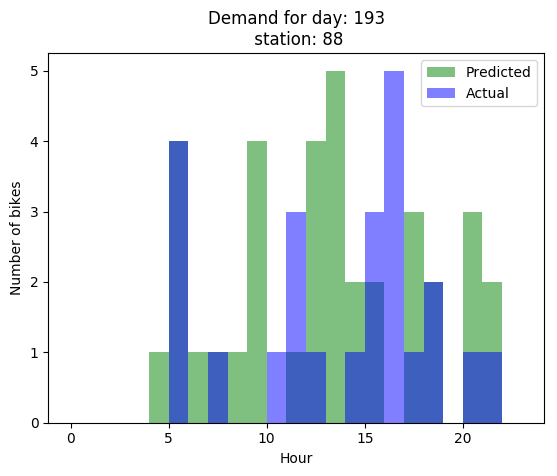 Demand for day: 193
station: 88
Predicted
Actual
5
4
3
2
1
0
Number of bikes
0 5 10 15 20
Hour